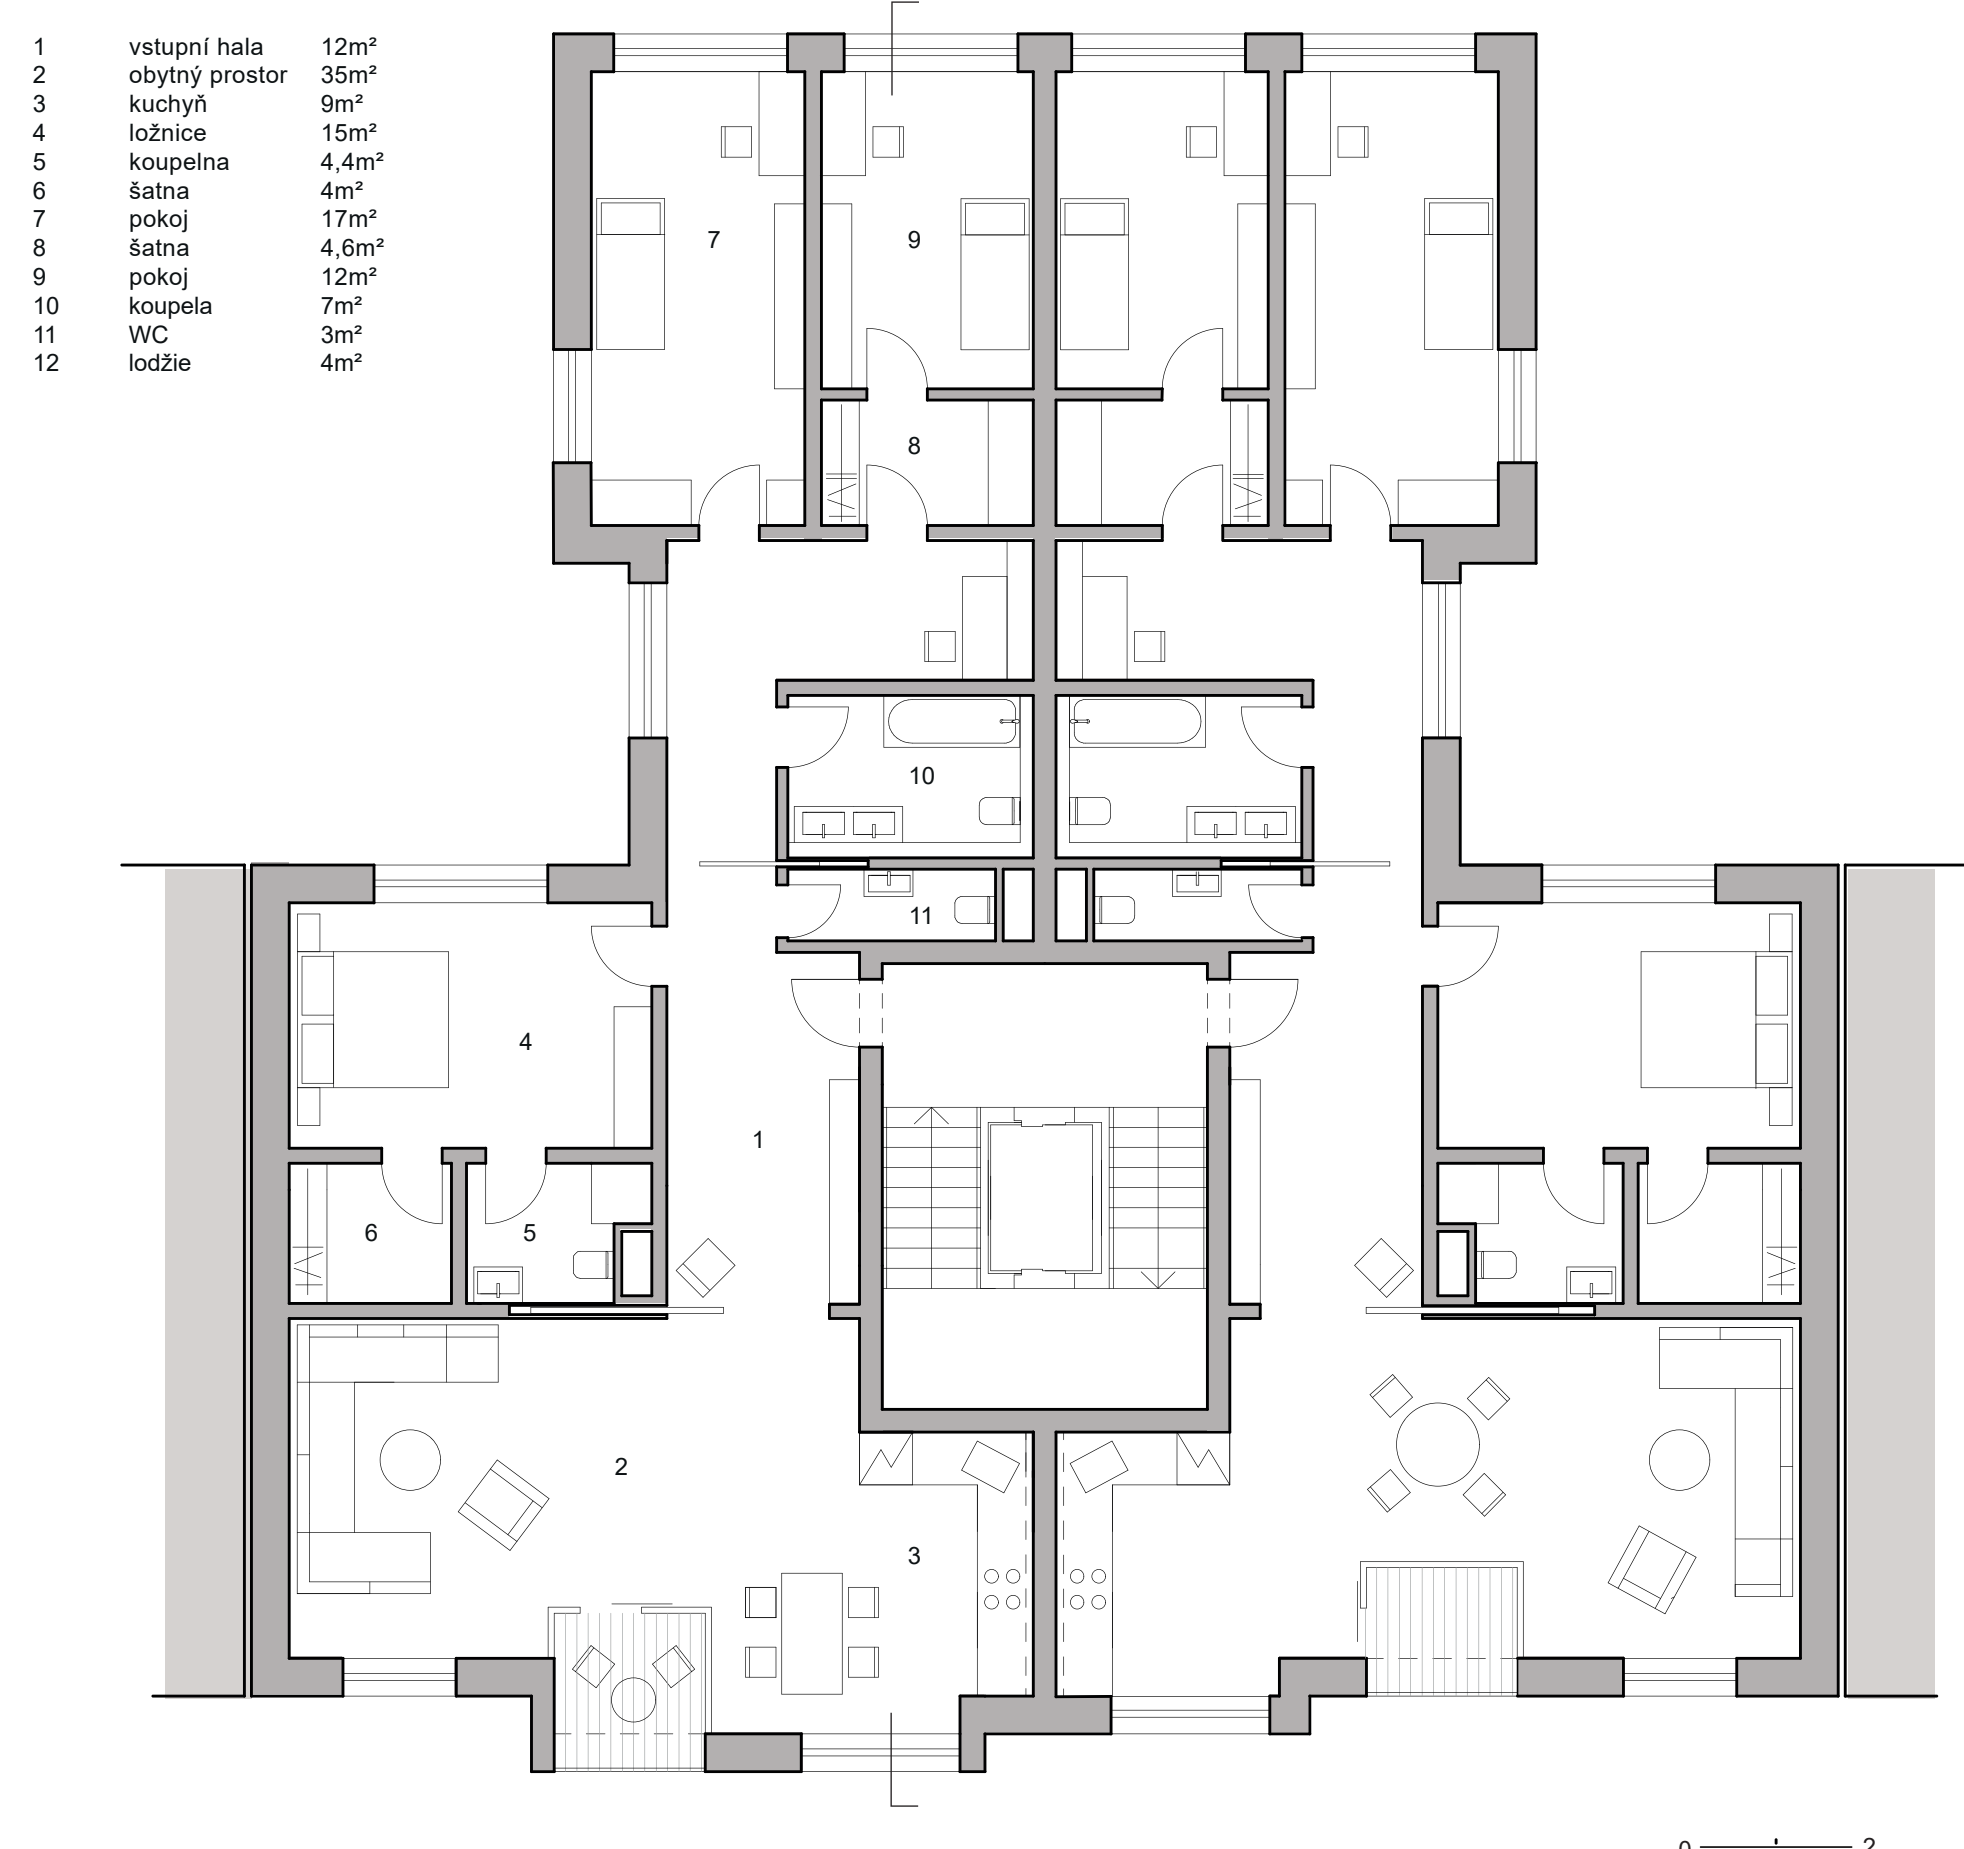 1 vstupní hala 12m²
2 obytný prostor 35m²
3 kuchyň 9m²
4 ložnice 15m²
5 koupelna 4,4m²
6 šatna 4m²
7 pokoj 17m²
8 šatna 4,6m²
9 pokoj 12m²
10 koupela 7m²
11 WC 3m²
12 lodžie 4m²
7
9
8
10
11
4
1
6
5
2
3
0 2